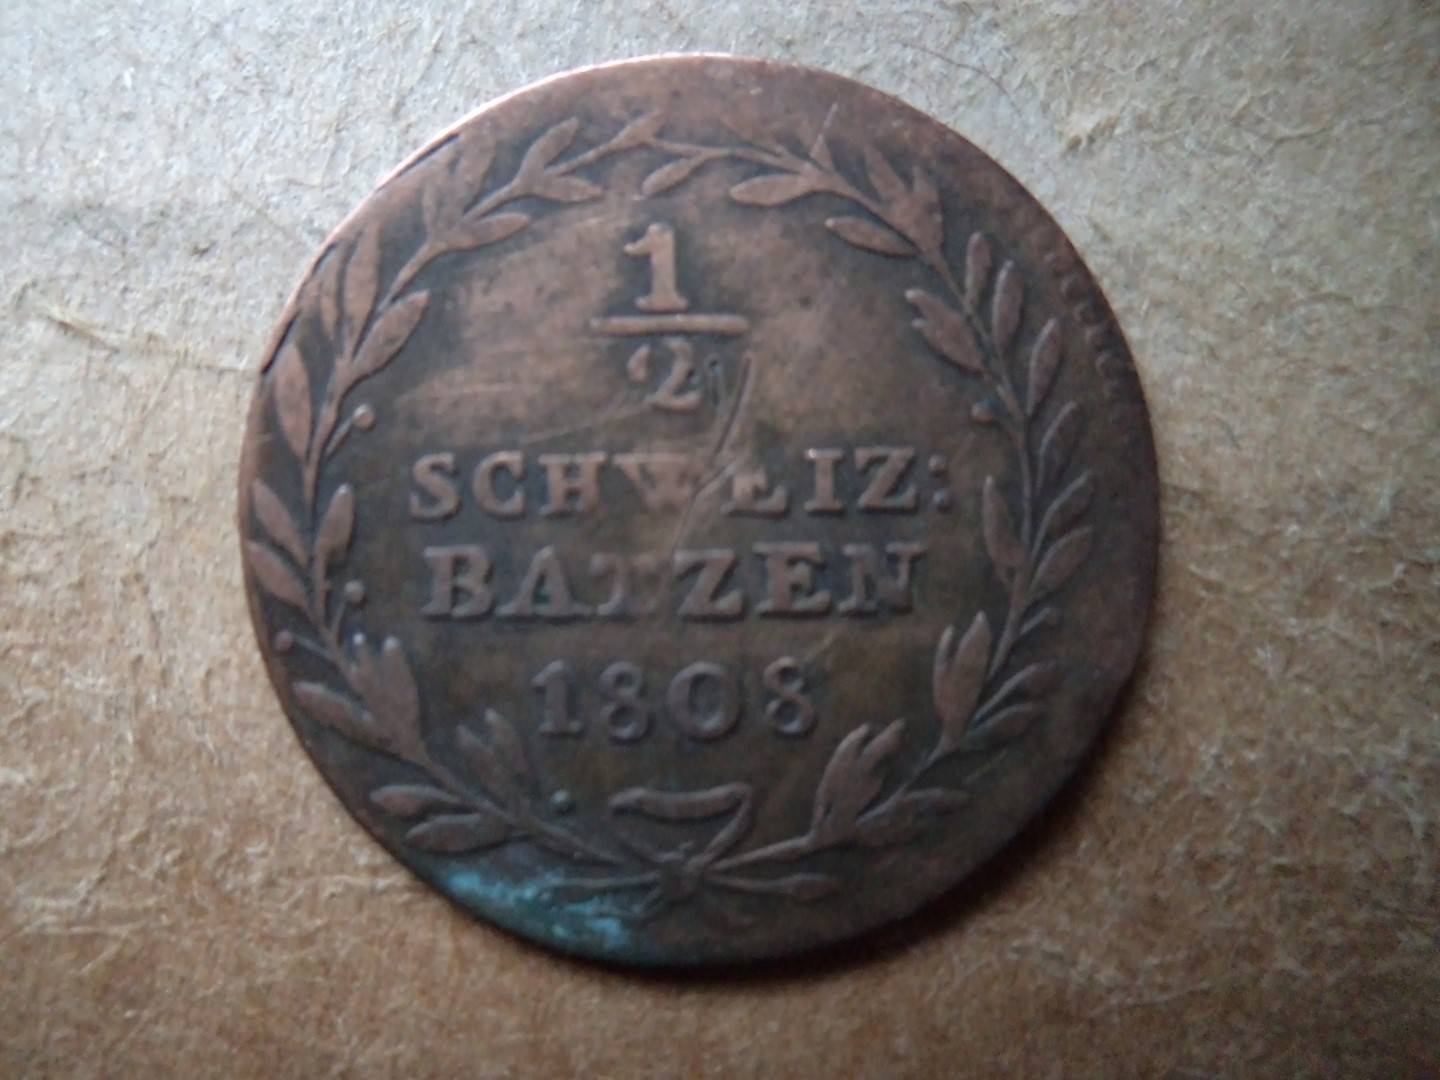 1/2
SCHWEIZ:
BATZEN
1808